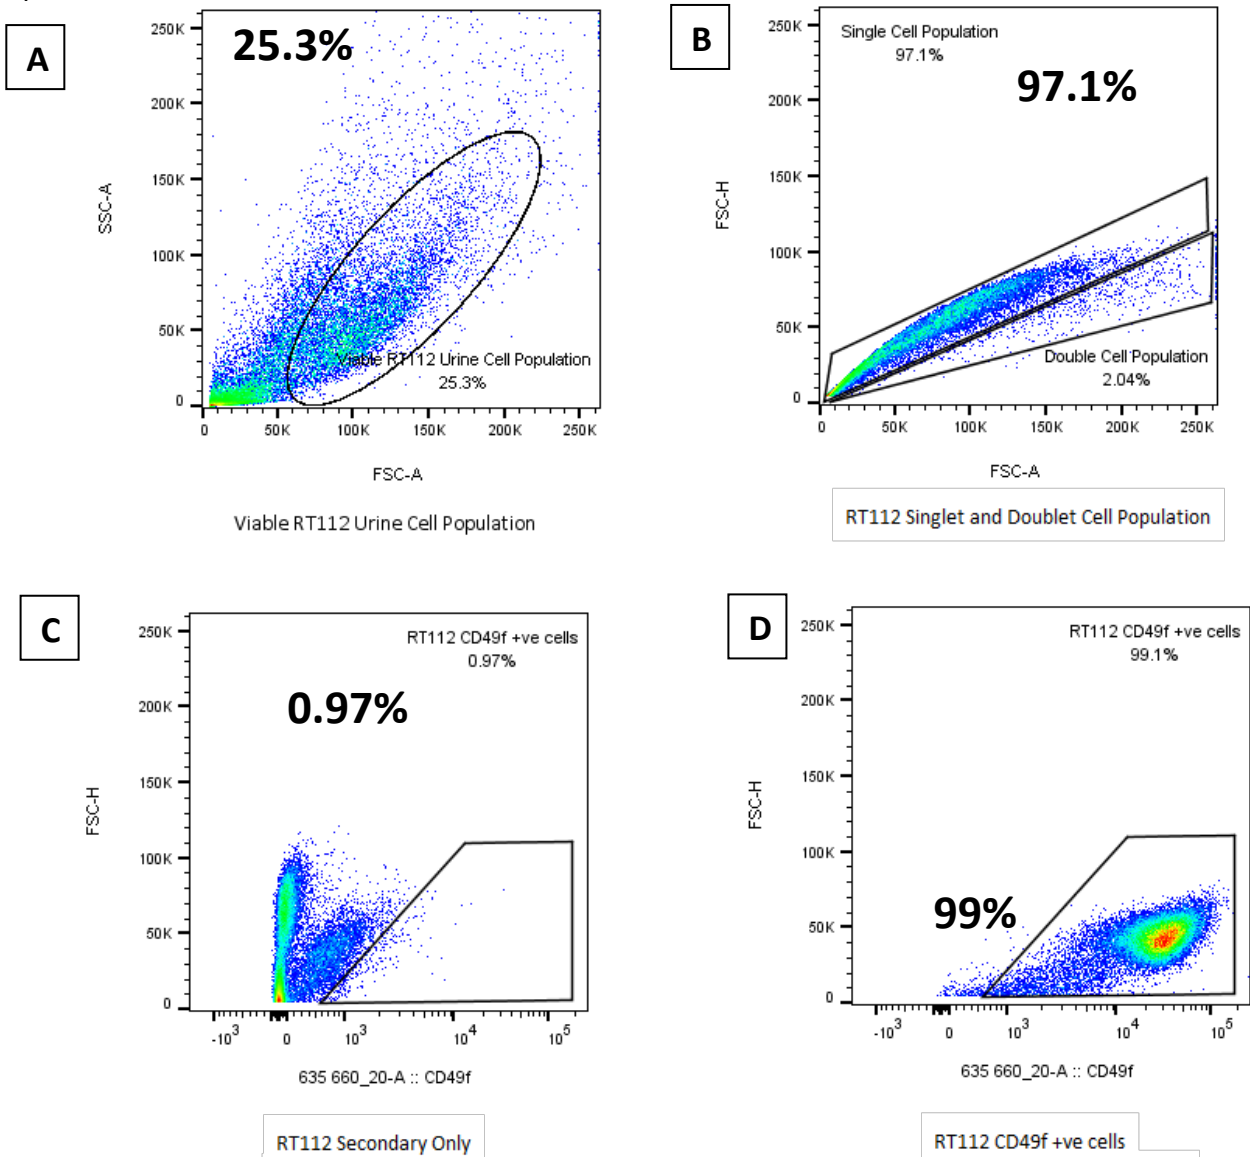 A
25.3%
250K
200K
150K
100K
50K
0
SSC-A
Viable RT112 Urine Cell Population
25.3%
0 50K 100K 150K 200K 250K
FSC-A
Viable RT112 Urine Cell Population
B
Single Cell Population
97.1%
97.1%
250K
200K
150K
100K
50K
0
FSC-H
Double Cell Population
2.04%
0 50K 100K 150K 200K 250K
FSC-A
RT112 Singlet and Doublet Cell Population
C
RT112 CD49f +ve cells
0.97%
0.97%
250K
200K
150K
100K
50K
0
FSC-H
-10³ 0 10³ 10⁴ 10⁵
635 660_20-A :: CD49f
RT112 Secondary Only
D
RT112 CD49f +ve cells
99.1%
99%
250K
200K
150K
100K
50K
0
FSC-H
-10³ 0 10³ 10⁴ 10⁵
635 660_20-A :: CD49f
RT112 CD49f +ve cells